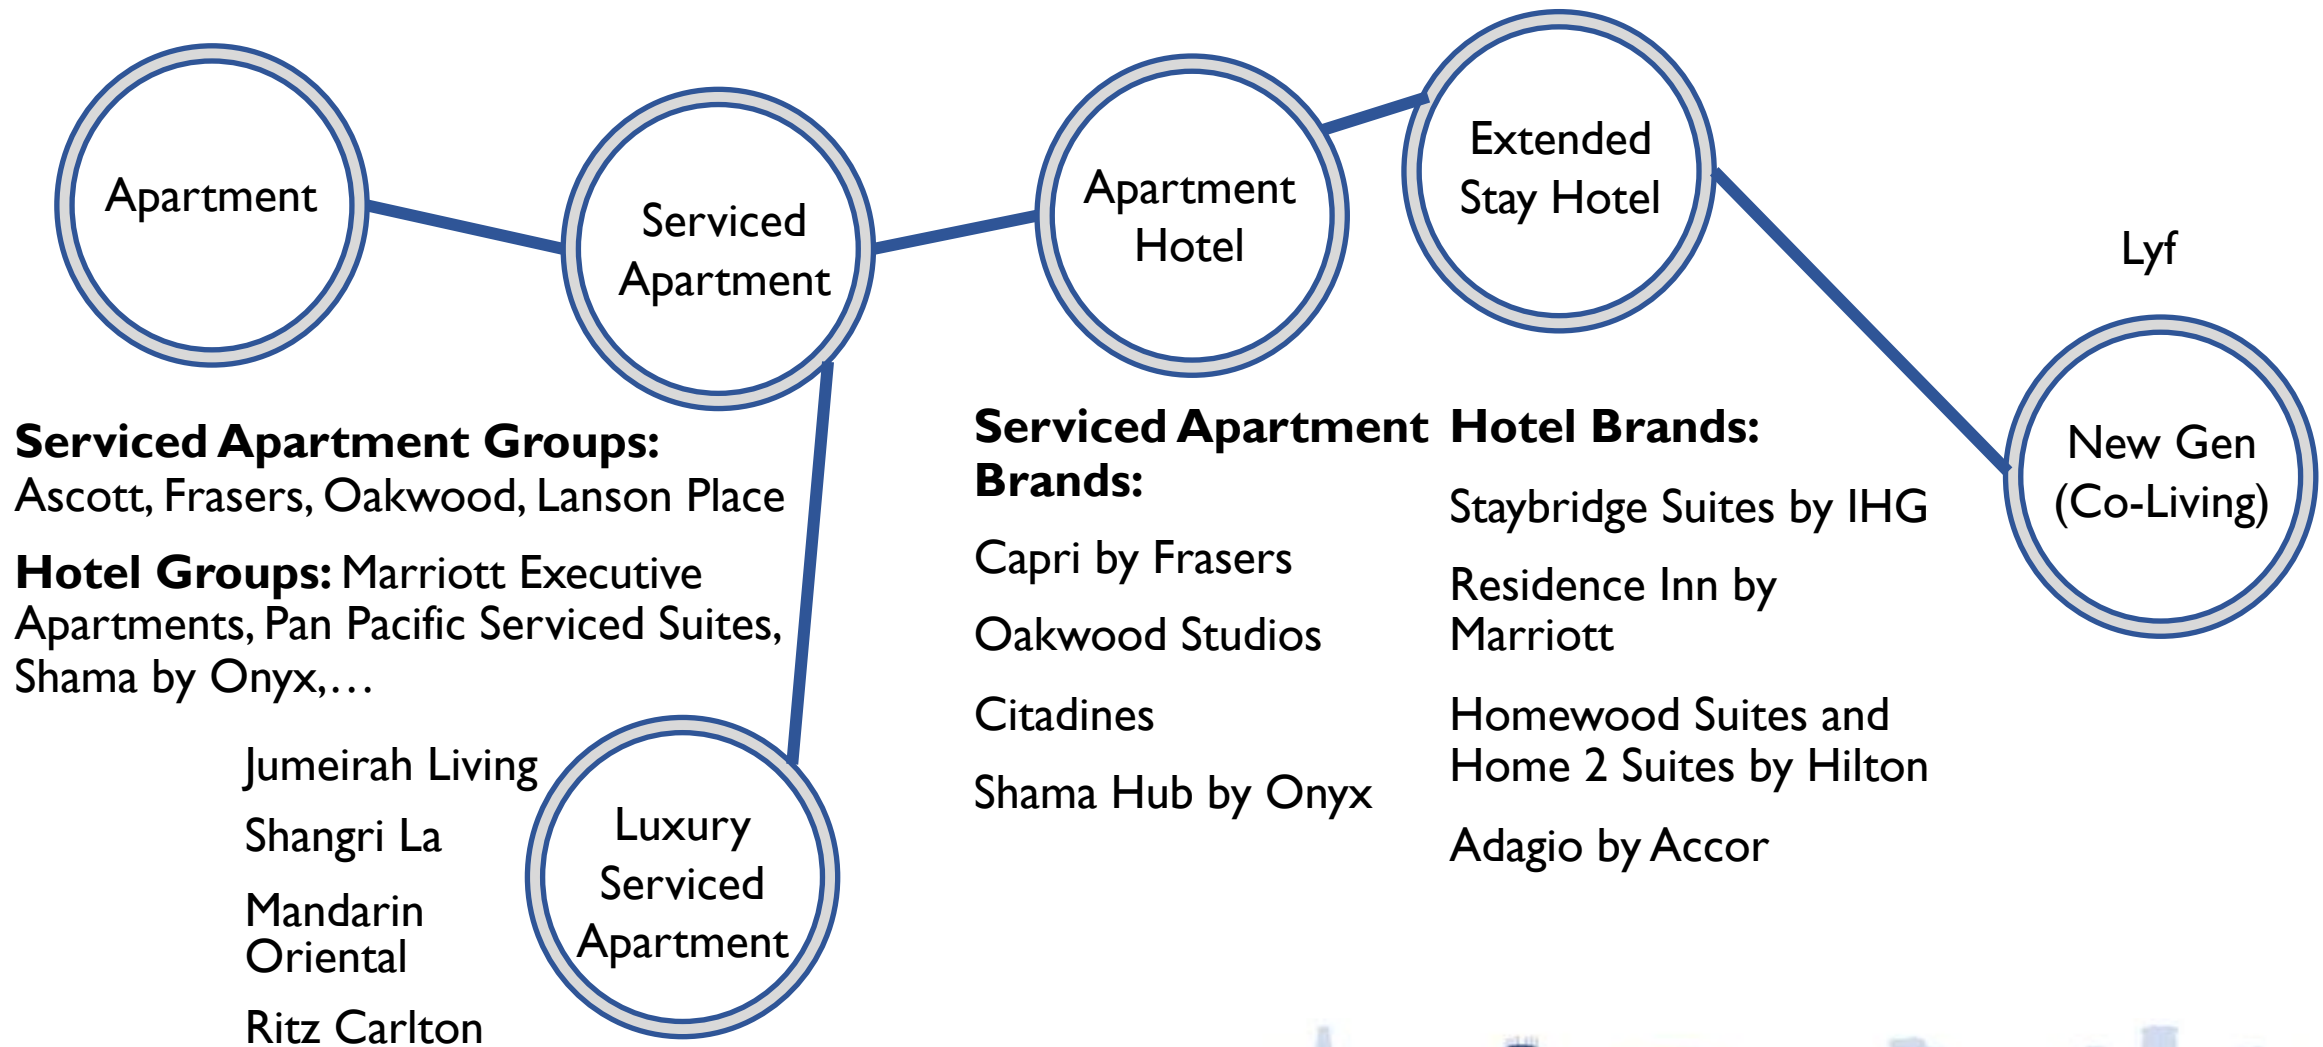 Apartment
Serviced
Apartment
Apartment
Hotel
Extended
Stay Hotel
Lyf
New Gen
(Co-Living)
Serviced Apartment Groups:
Ascott, Frasers, Oakwood, Lanson Place
Hotel Groups: Marriott Executive
Apartments, Pan Pacific Serviced Suites,
Shama by Onyx,...
Jumeirah Living
Shangri La
Mandarin
Oriental
Ritz Carlton
Luxury
Serviced
Apartment
Serviced Apartment
Brands:
Capri by Frasers
Oakwood Studios
Citadines
Shama Hub by Onyx
Hotel Brands:
Staybridge Suites by IHG
Residence Inn by
Marriott
Homewood Suites and
Home 2 Suites by Hilton
Adagio by Accor